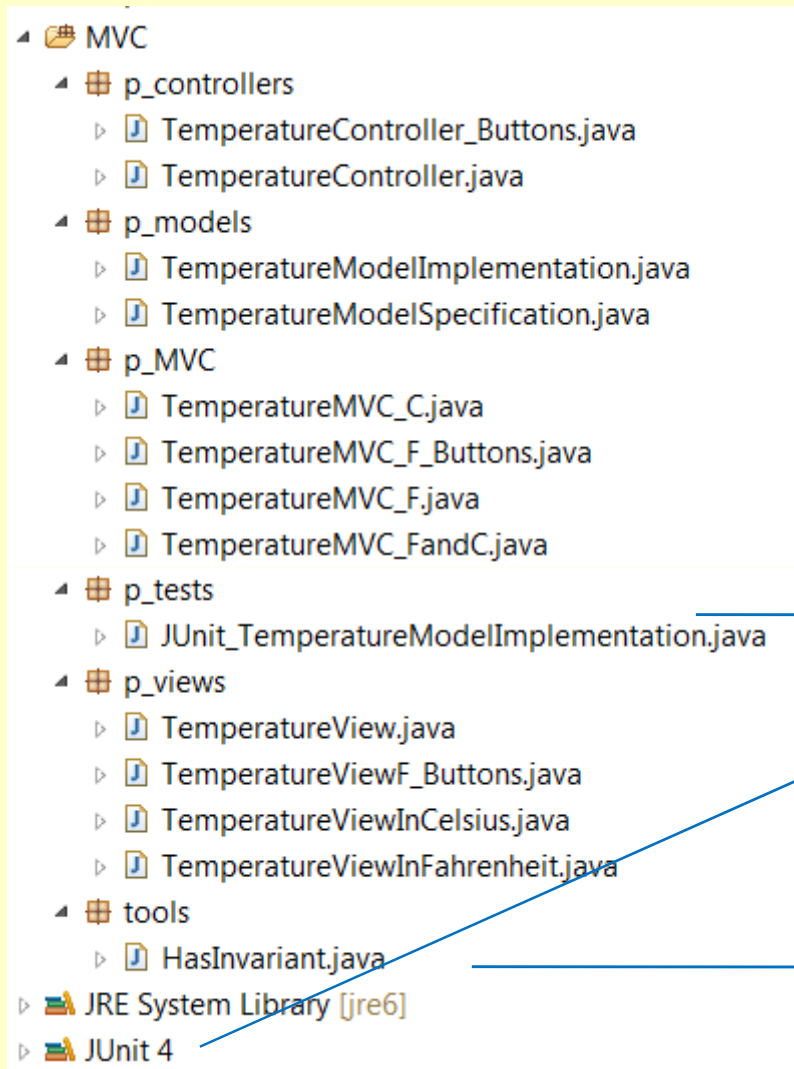 MVC
p_controllers
TemperatureController_Buttons.java
TemperatureController.java
p_models
TemperatureModelImplementation.java
TemperatureModelSpecification.java
p_MVC
TemperatureMVC_C.java
TemperatureMVC_F_Buttons.java
TemperatureMVC_F.java
TemperatureMVC_FandC.java
p_tests
JUnit_TemperatureModelImplementation.java
p_views
TemperatureView.java
TemperatureViewF_Buttons.java
TemperatureViewInCelsius.java
TemperatureViewInFahrenheit.java
tools
HasInvariant.java
JRE System Library [jre6]
JUnit 4